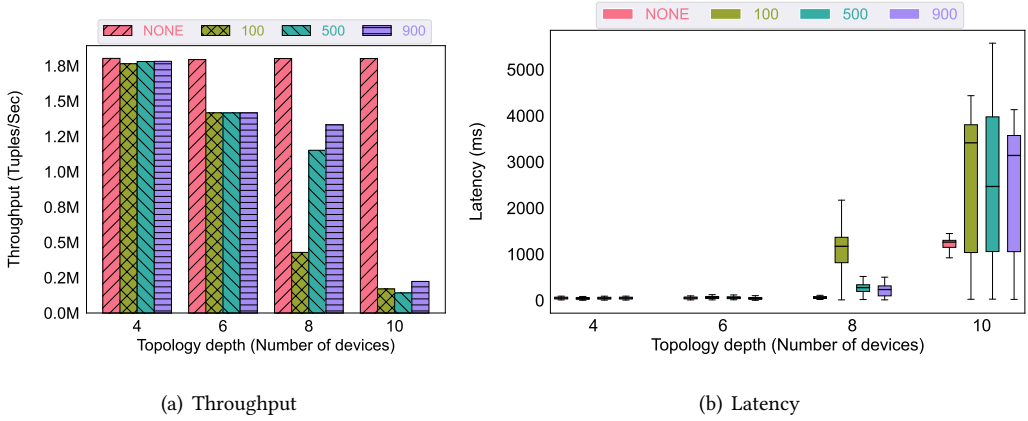 NONE 100 500 900
Throughput (Tuples/Sec)
1.8M
1.5M
1.2M
1.0M
0.8M
0.5M
0.2M
0.0M
4 6 8 10
Topology depth (Number of devices)
(a) Throughput
NONE 100 500 900
Latency (ms)
5000
4000
3000
2000
1000
0
4 6 8 10
Topology depth (Number of devices)
(b) Latency